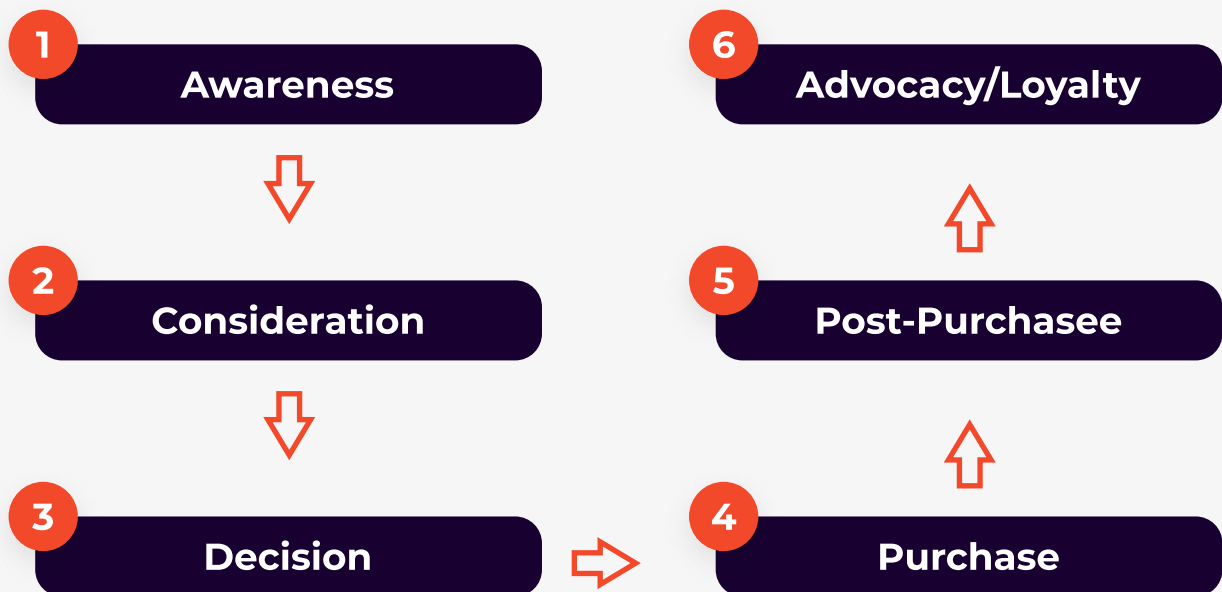 1
Awareness
2
Consideration
3
Decision
4
Purchase
5
Post-Purchasee
6
Advocacy/Loyalty